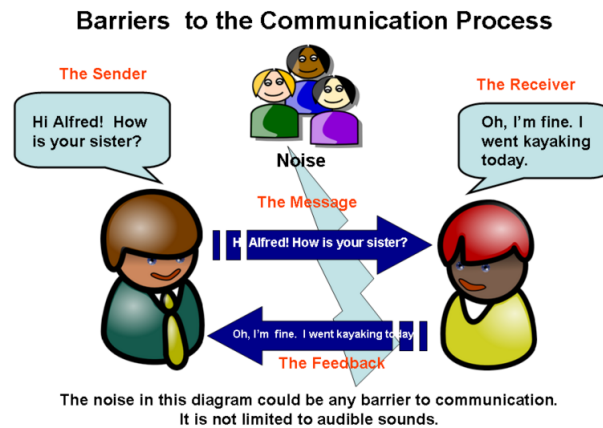 Barriers to the Communication Process
The Sender
The Receiver
Hi Alfred! How
is your sister?
Oh, I'm fine. I
went kayaking
today.
Noise
The Message
Hi Alfred! How is your sister?
Oh, I'm fine. I went kayaking today.
The Feedback
The noise in this diagram could be any barrier to communication.
It is not limited to audible sounds.